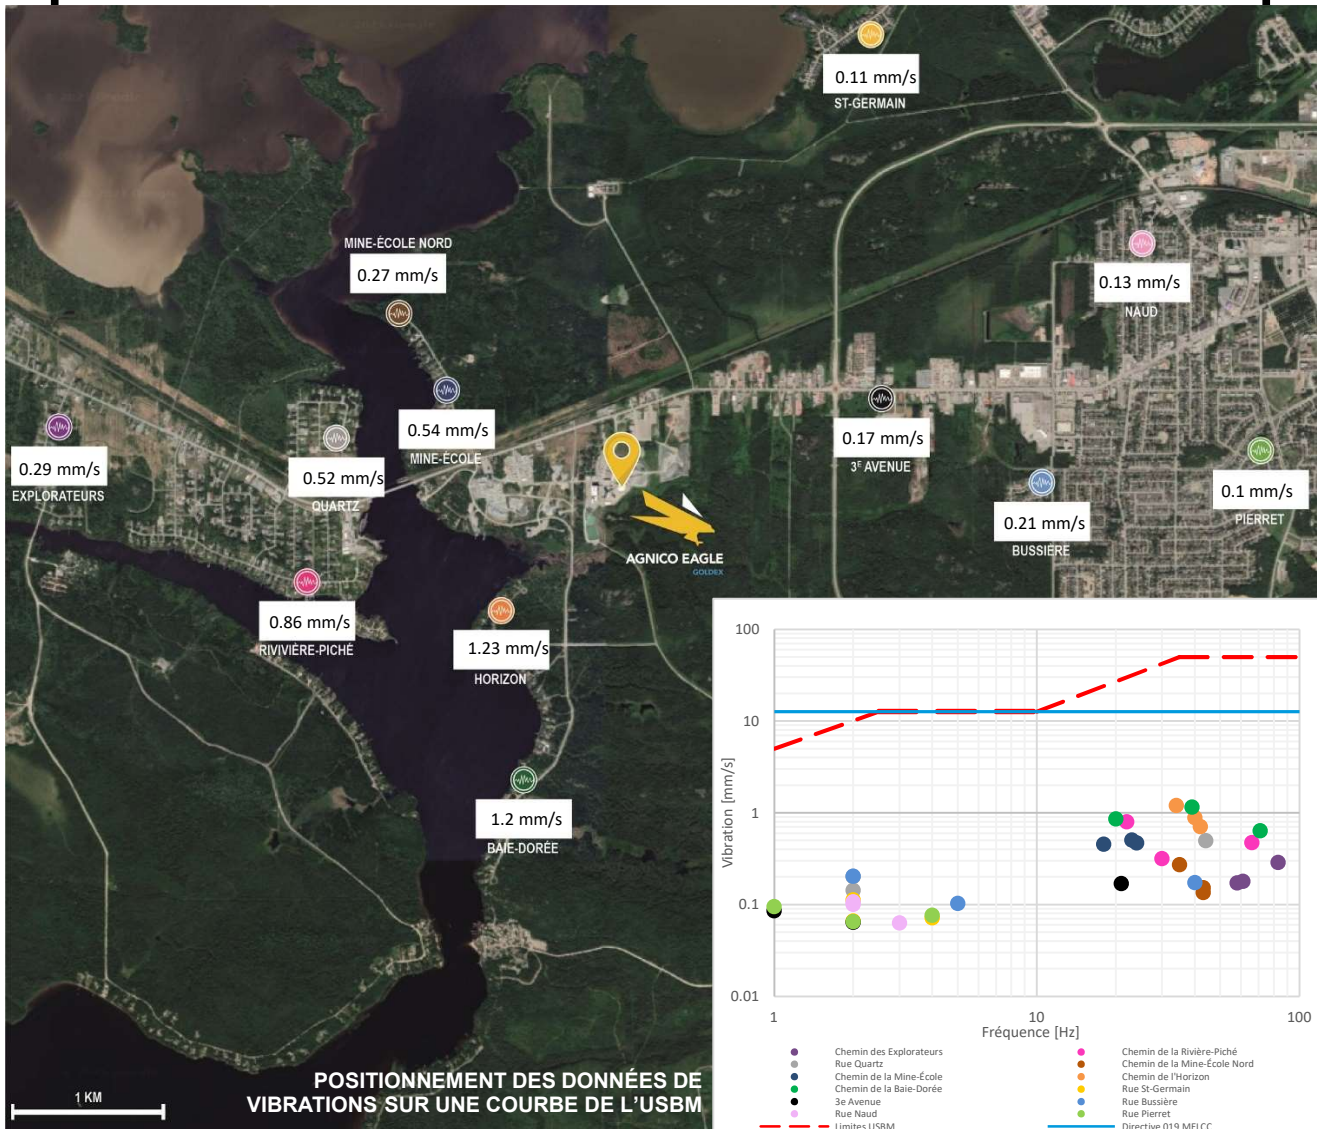 0.11 mm/s
ST-GERMAIN
MINE-ÉCOLE NORD
0.27 mm/s
0.13 mm/s
NAUD
0.29 mm/s
EXPLORATEURS
0.52 mm/s
QUARTZ
0.54 mm/s
MINE-ÉCOLE
0.17 mm/s
3E AVENUE
0.21 mm/s
BUSSIÈRE
0.1 mm/s
PIERRET
AGNICO EAGLE
GOLDEX
0.86 mm/s
RIVIVIÈRE-PICHÉ
1.23 mm/s
HORIZON
1.2 mm/s
BAIE-DORÉE
1 KM
POSITIONNEMENT DES DONNÉES DE
VIBRATIONS SUR UNE COURBE DE L'USBM
100
10
1
0.1
0.01
Vibration [mm/s]
1
10
100
Fréquence [Hz]
Chemin des Explorateurs
Chemin de la Rivière-Piché
Rue Quartz
Chemin de la Mine-École Nord
Chemin de la Mine-École
Chemin de l'Horizon
Chemin de la Baie-Dorée
Rue St-Germain
3e Avenue
Rue Bussière
Rue Naud
Rue Pierret
Limites USBM
Directive 019 MELCC